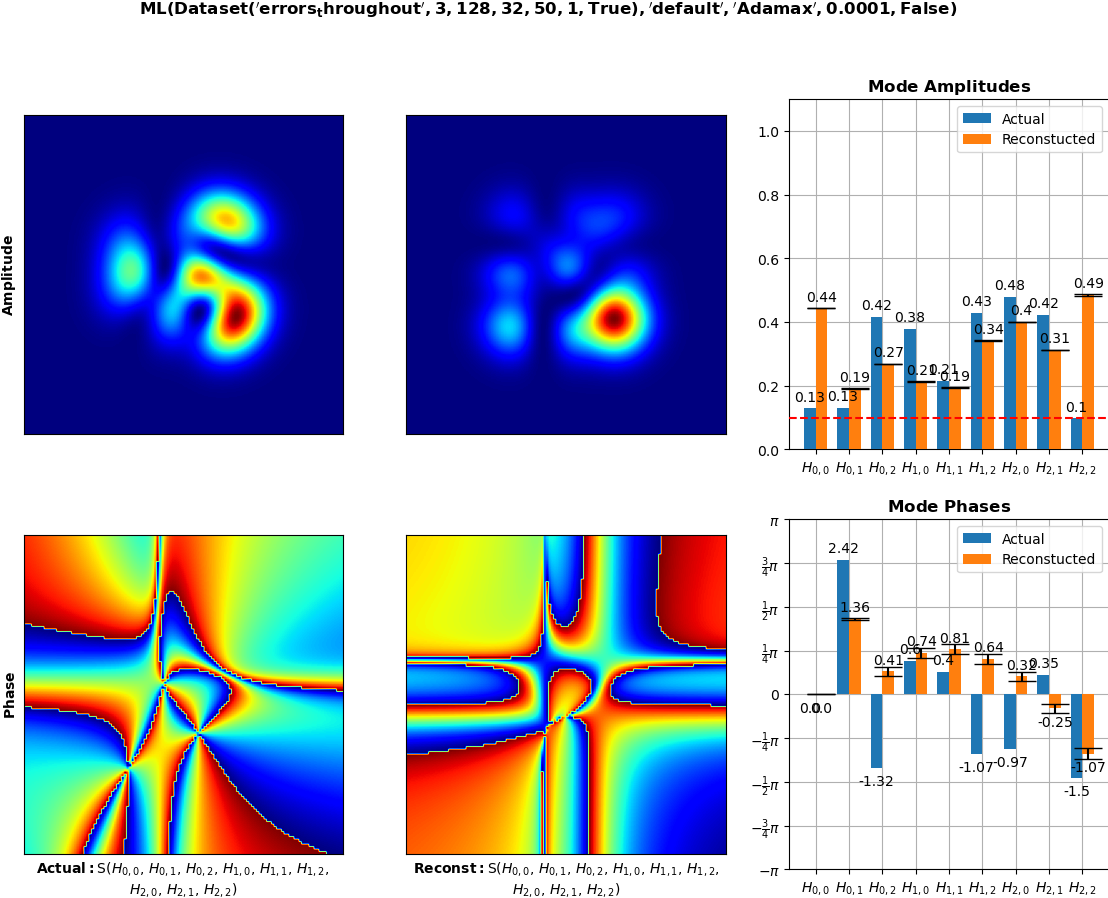 ML(Dataset(′errors_throughout′, 3, 128, 32, 50, 1, True),′default′,′Adamax′, 0.0001, False)
Amplitude
Mode Amplitudes
Actual
Reconstucted
1.0
0.8
0.6
0.4
0.2
0.0
0.13
0.44
0.13
0.19
0.42
0.27
0.38
0.21
0.21
0.19
0.43
0.34
0.48
0.4
0.42
0.31
0.1
0.49
H0,0 H0,1 H0,2 H1,0 H1,1 H1,2 H2,0 H2,1 H2,2
Phase
Mode Phases
Actual
Reconstucted
π
3/4π
1/2π
1/4π
0
−1/4π
−1/2π
−3/4π
−π
0.0
0.0
2.42
1.36
-1.32
0.41
0.6
0.74
0.4
0.81
-1.07
0.64
-0.97
0.32
0.35
-0.25
-1.5
-1.07
H0,0 H0,1 H0,2 H1,0 H1,1 H1,2 H2,0 H2,1 H2,2
Actual: S(H0,0, H0,1, H0,2, H1,0, H1,1, H1,2,
H2,0, H2,1, H2,2)
Reconst: S(H0,0, H0,1, H0,2, H1,0, H1,1, H1,2,
H2,0, H2,1, H2,2)